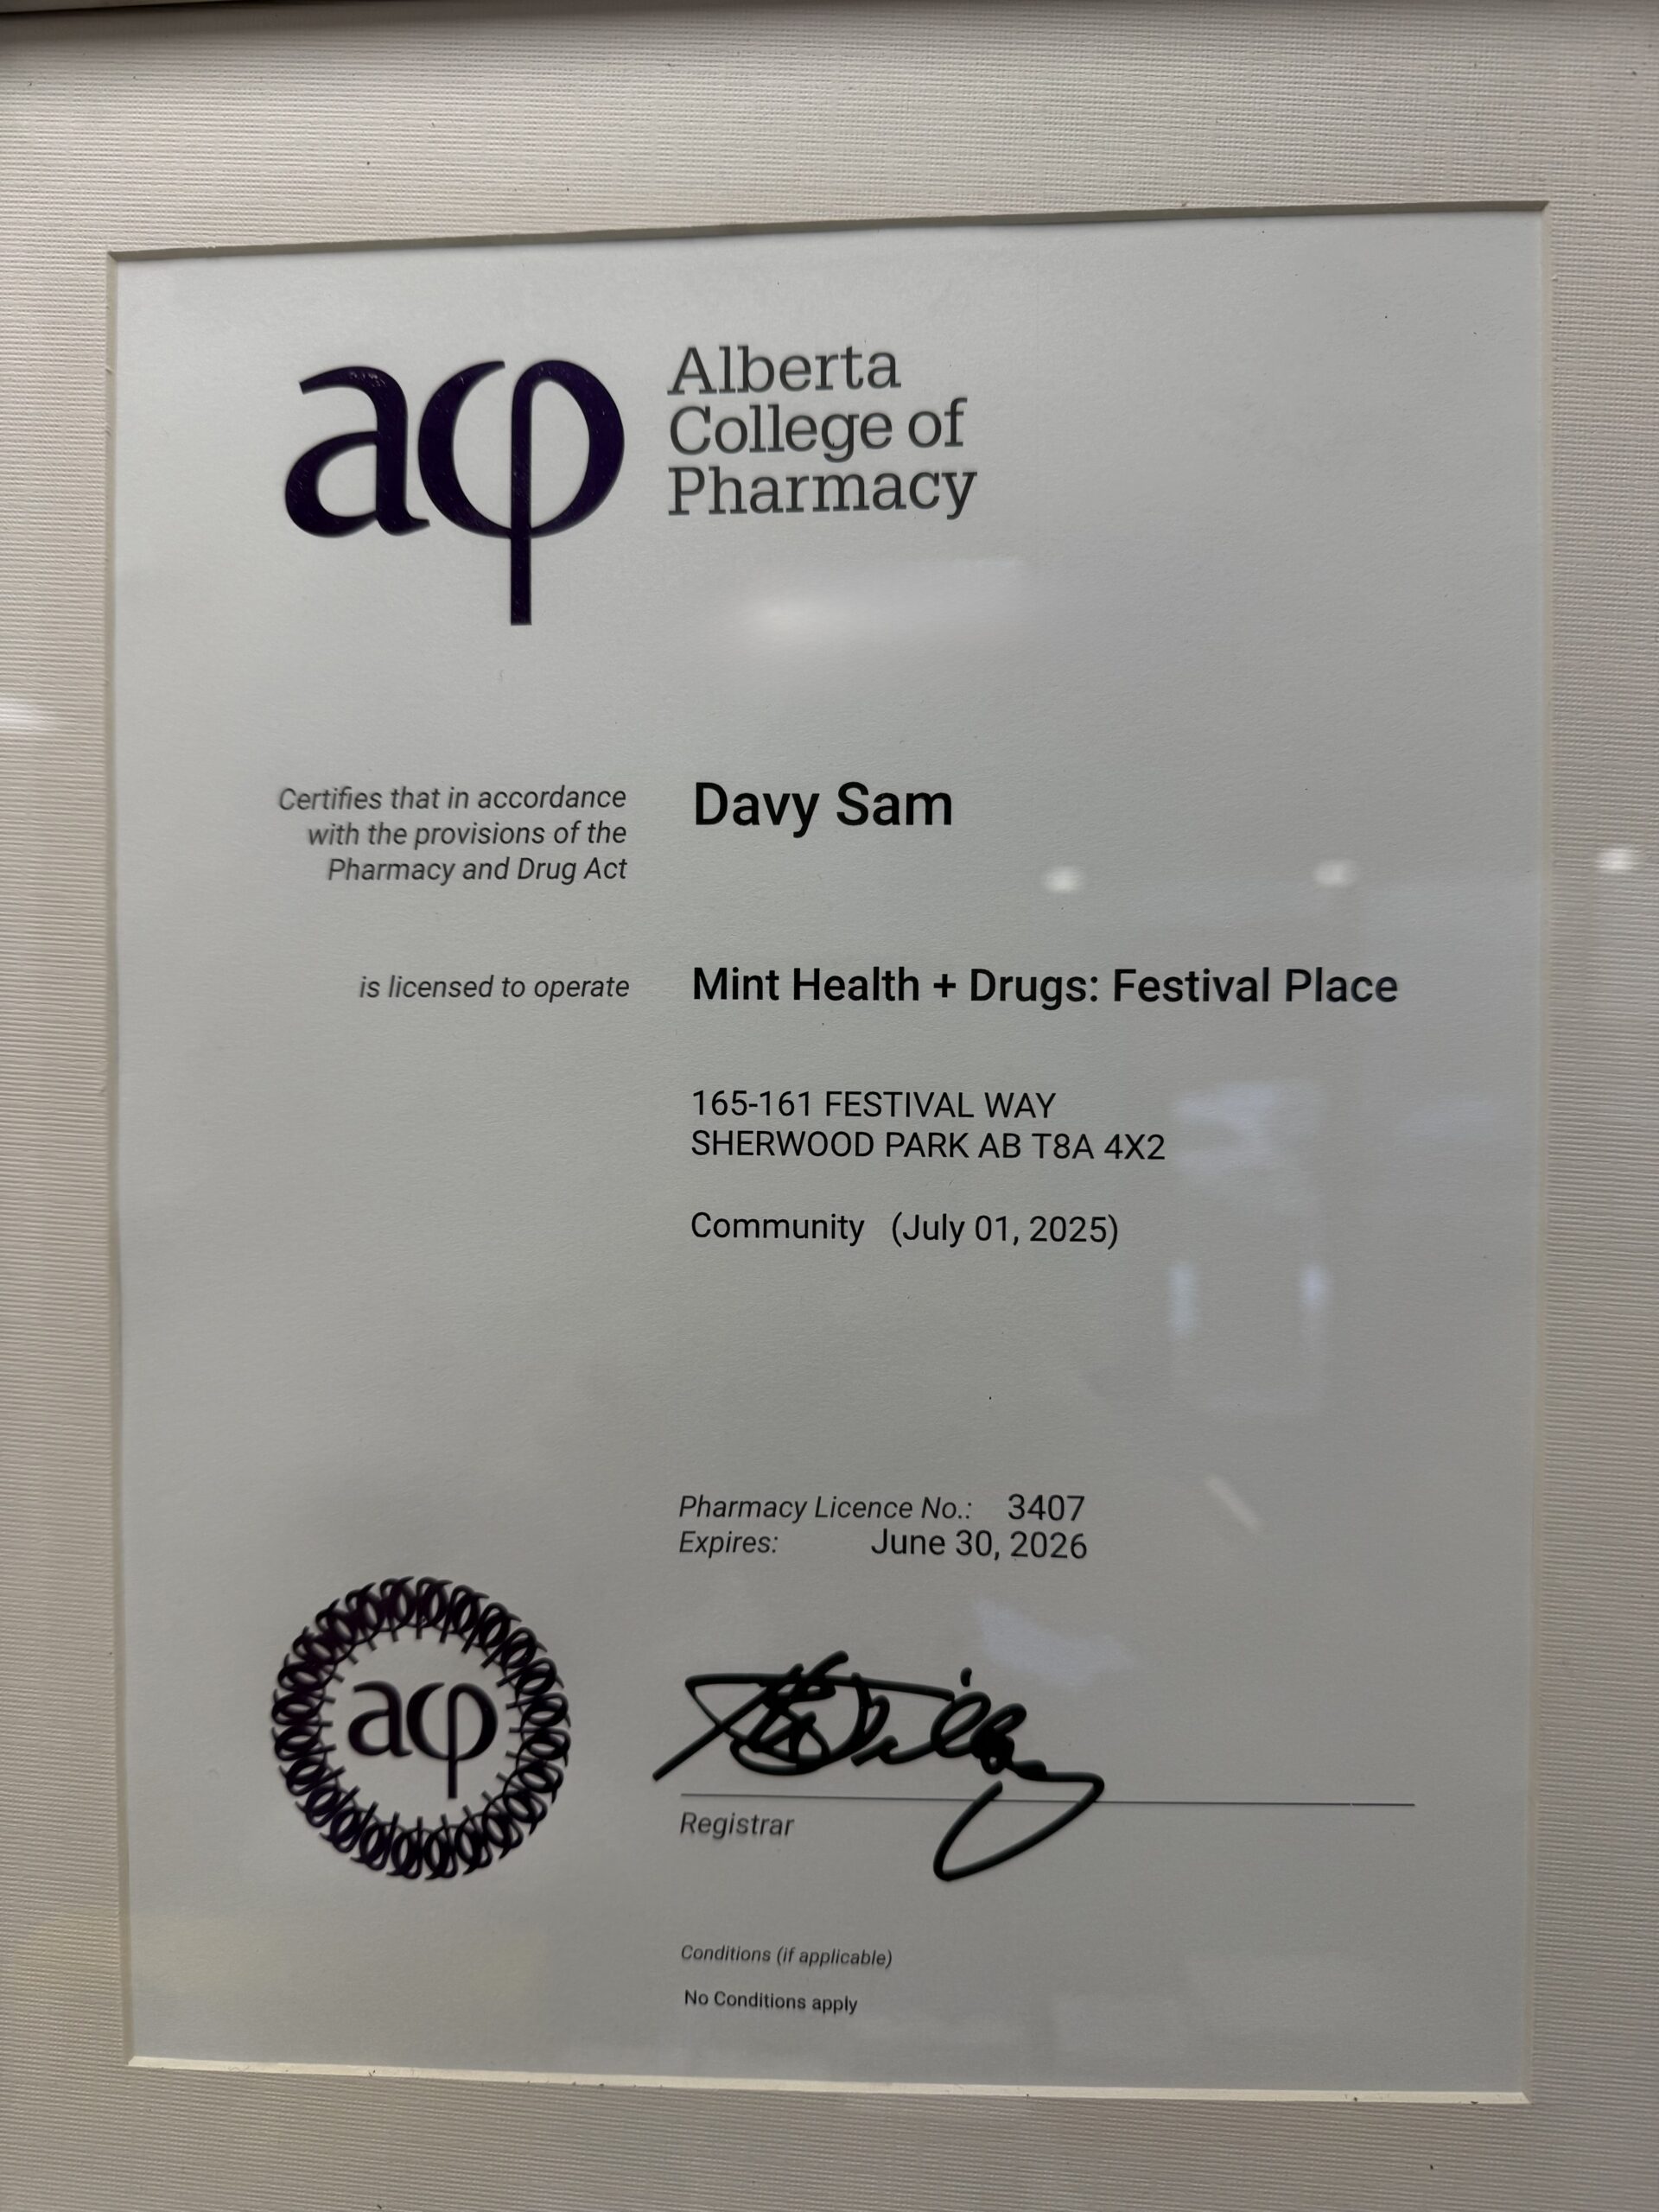 aφ
Alberta
College of
Pharmacy
Certifies that in accordance
with the provisions of the
Pharmacy and Drug Act
Davy Sam
is licensed to operate
Mint Health + Drugs: Festival Place
165-161 FESTIVAL WAY
SHERWOOD PARK AB T8A 4X2
Community (July 01, 2025)
Pharmacy Licence No.: 3407
Expires: June 30, 2026
aφ
Registrar
Conditions (if applicable)
No Conditions apply